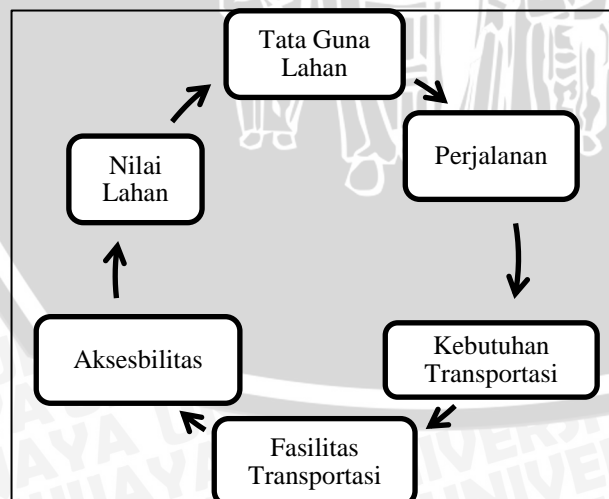 Tata Guna
Lahan
Perjalanan
Kebutuhan
Transportasi
Fasilitas
Transportasi
Aksesbilitas
Nilai
Lahan